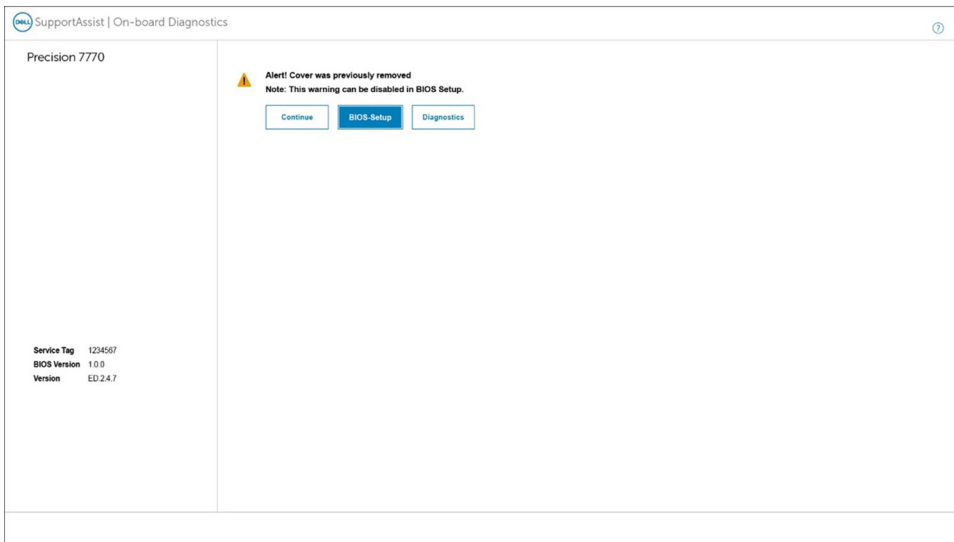 DELL SupportAssist | On-board Diagnostics
?
Precision 7770
Alert! Cover was previously removed
Note: This warning can be disabled in BIOS Setup.
Continue BIOS-Setup Diagnostics
Service Tag 1234567
BIOS Version 1.0.0
Version ED.2.4.7